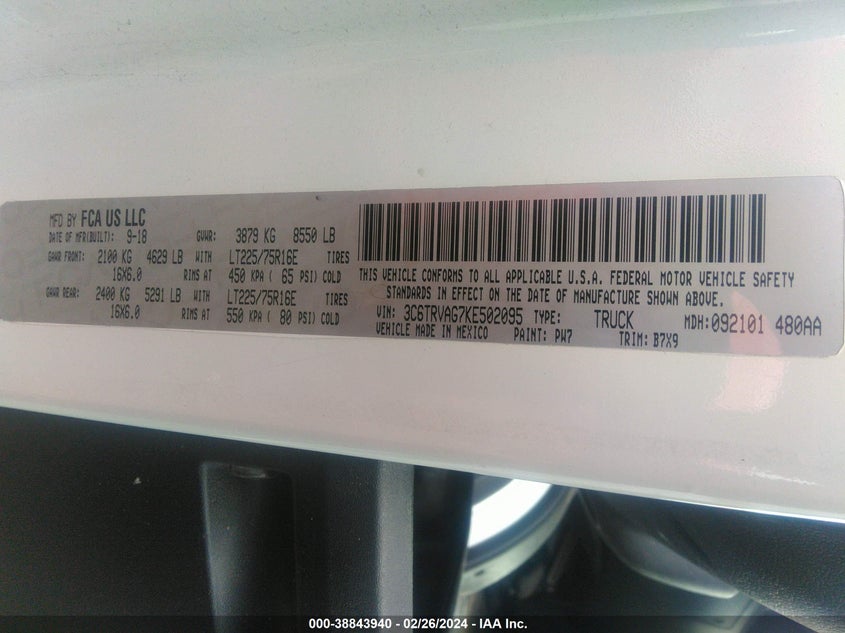 MFD BY FCA US LLC
DATE OF MFR(BUILT): 9-18 GVWR: 3879 KG 8550 LB
GAWR FRONT: 2100 KG 4629 LB WITH LT225/75R16E TIRES
16X6.0 RIMS AT 450 KPA ( 65 PSI) COLD
GAWR REAR: 2400 KG 5291 LB WITH LT225/75R16E TIRES
16X6.0 RIMS AT 550 KPA ( 80 PSI) COLD
THIS VEHICLE CONFORMS TO ALL APPLICABLE U.S.A. FEDERAL MOTOR VEHICLE SAFETY
STANDARDS IN EFFECT ON THE DATE OF MANUFACTURE SHOWN ABOVE.
VIN: 3C6TRVAG7KE502095 TYPE: TRUCK MDH: 092101 480AA
VEHICLE MADE IN MEXICO PAINT: PW7 TRIM: B7X9
000-38843940 - 02/26/2024 - IAA Inc.